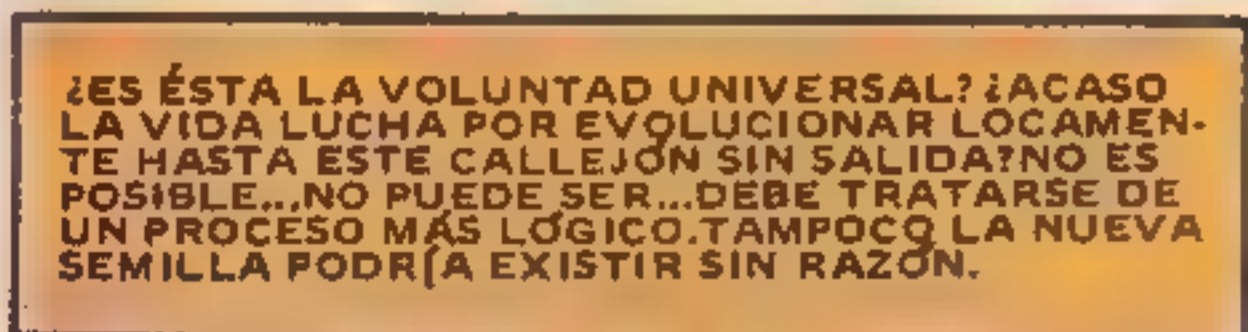 ¿ES ÉSTA LA VOLUNTAD UNIVERSAL? ¿ACASO
LA VIDA LUCHA POR EVOLUCIONAR LOCAMEN-
TE HASTA ESTE CALLEJÓN SIN SALIDA?NO ES
POSIBLE...NO PUEDE SER...DEBE TRATARSE DE
UN PROCESO MÁS LÓGICO.TAMPOCO LA NUEVA
SEMILLA PODRÍA EXISTIR SIN RAZÓN.